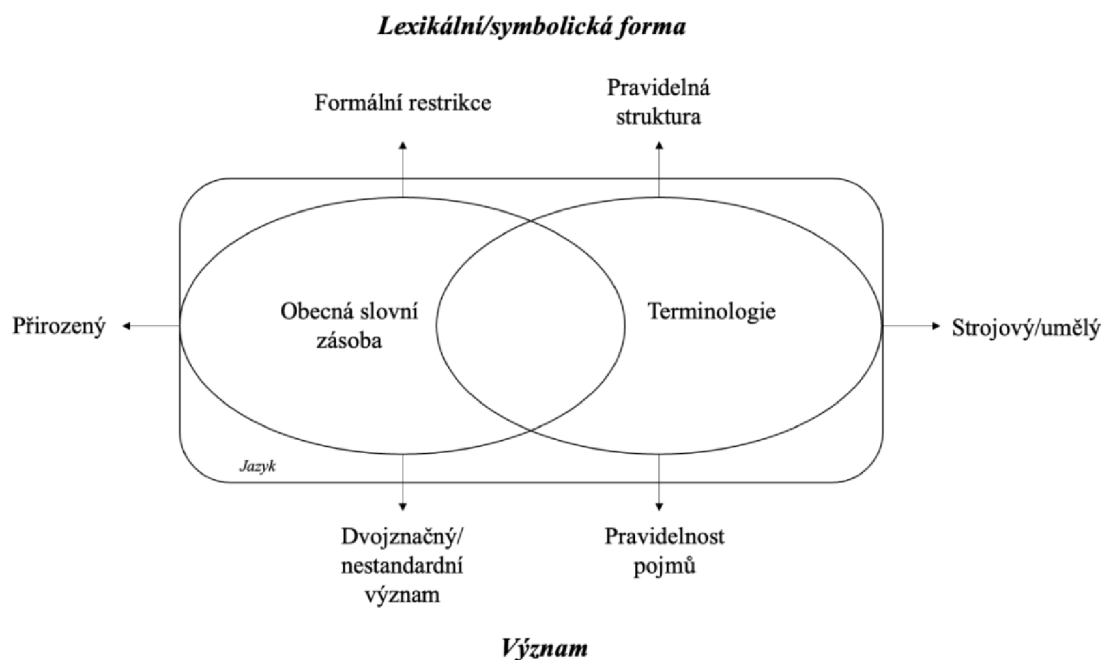 Lexikální/symbolická forma
Formální restrikce
Pravidelná
struktura
Přirozený
Obecná slovní
zásoba
Terminologie
Strojový/umělý
Jazyk
Dvojznačný/
nestandardní
význam
Pravidelnost
pojmů
Význam